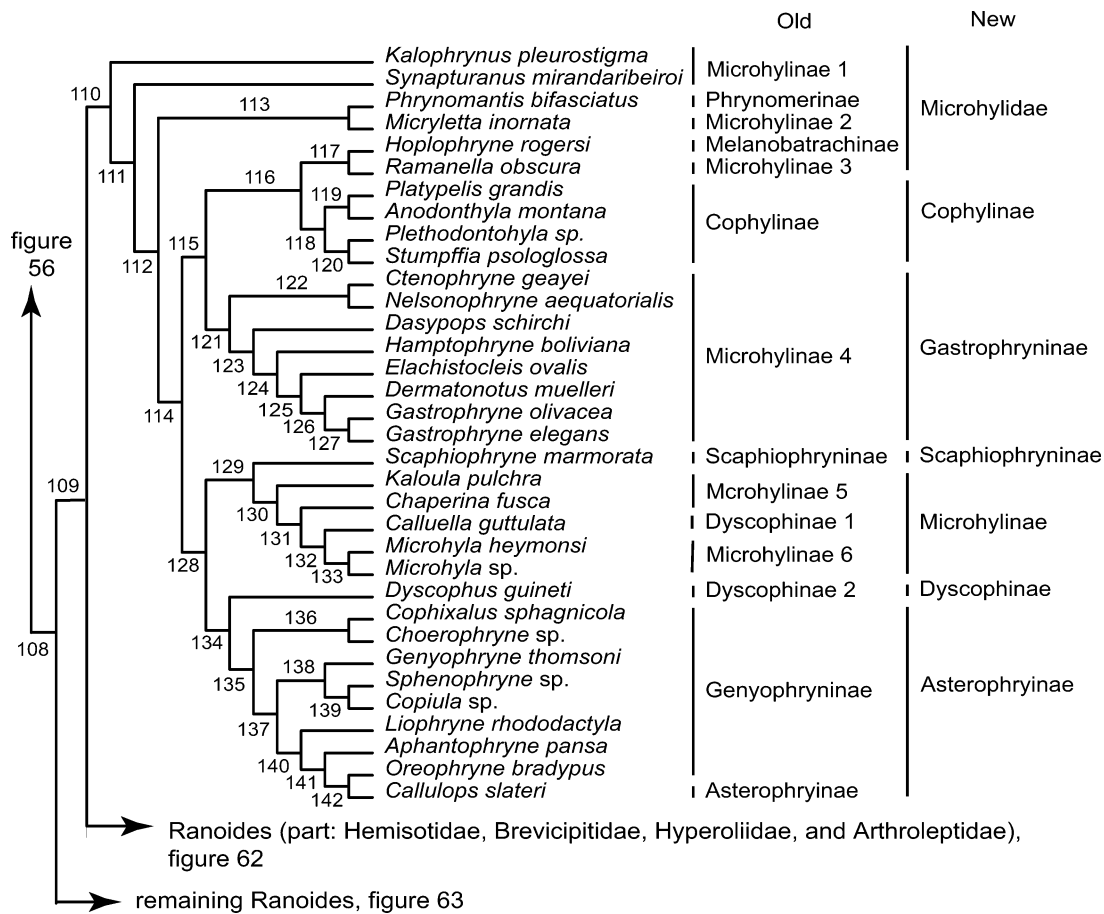 Old
New
Kalophrynus pleurostigma
Synapturanus mirandaribeiroi
Microhylinae 1
110
113
Phrynomantis bifasciatus
Phrynomerinae
Microhylidae
Micryletta inornata
Microhylinae 2
Hoplophryne rogersi
Melanobatrachinae
117
Ramanella obscura
Microhylinae 3
111
116
Platypelis grandis
119
Anodonthyla montana
Cophylinae
Cophylinae
Plethodontohyla sp.
118
115
figure
56
Stumpffia psologlossa
120
112
Ctenophryne geayei
122
Nelsonophryne aequatorialis
Dasypops schirchi
121
Hamptophryne boliviana
Microhylinae 4
Gastrophryninae
123
Elachistocleis ovalis
124
Dermatonotus muelleri
125
Gastrophryne olivacea
114
126
Gastrophryne elegans
127
Scaphiophryne marmorata
Scaphiophryninae
Scaphiophryninae
129
Kaloula pulchra
109
Mcrohylinae 5
Chaperina fusca
130
Calluella guttulata
Dyscophinae 1
Microhylinae
131
Microhyla heymonsi
132
Microhylinae 6
Microhyla sp.
133
128
Dyscophus guineti
Dyscophinae 2
Dyscophinae
Cophixalus sphagnicola
136
Choerophryne sp.
134
108
Genyophryne thomsoni
138
Sphenophryne sp.
135
Genyophryninae
Asterophryinae
Copiula sp.
139
Liophryne rhododactyla
137
Aphantophryne pansa
140
Oreophryne bradypus
141
Callulops slateri
Asterophryinae
142
Ranoides (part: Hemisotidae, Brevicipitidae, Hyperoliidae, and Arthroleptidae),
figure 62
remaining Ranoides, figure 63